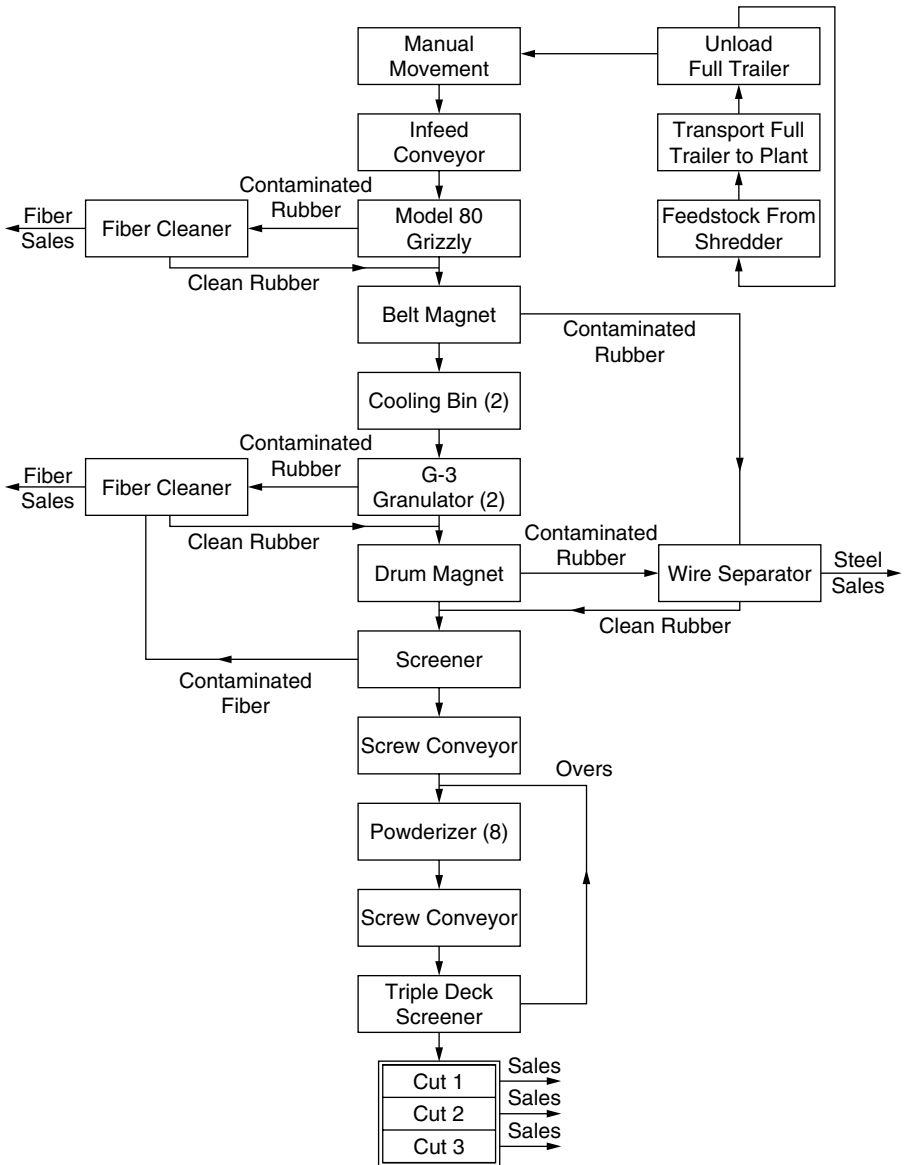 Manual
Movement
Unload
Full Trailer
Infeed
Conveyor
Transport Full
Trailer to Plant
Contaminated
Rubber
Fiber
Sales
Fiber Cleaner
Model 80
Grizzly
Feedstock From
Shredder
Clean Rubber
Belt Magnet
Contaminated
Rubber
Cooling Bin (2)
Contaminated
Rubber
Fiber
Sales
Fiber Cleaner
G-3
Granulator (2)
Clean Rubber
Contaminated
Rubber
Drum Magnet
Wire Separator
Steel
Sales
Clean Rubber
Screener
Contaminated
Fiber
Screw Conveyor
Overs
Powderizer (8)
Screw Conveyor
Triple Deck
Screener
Cut 1
Sales
Cut 2
Sales
Cut 3
Sales